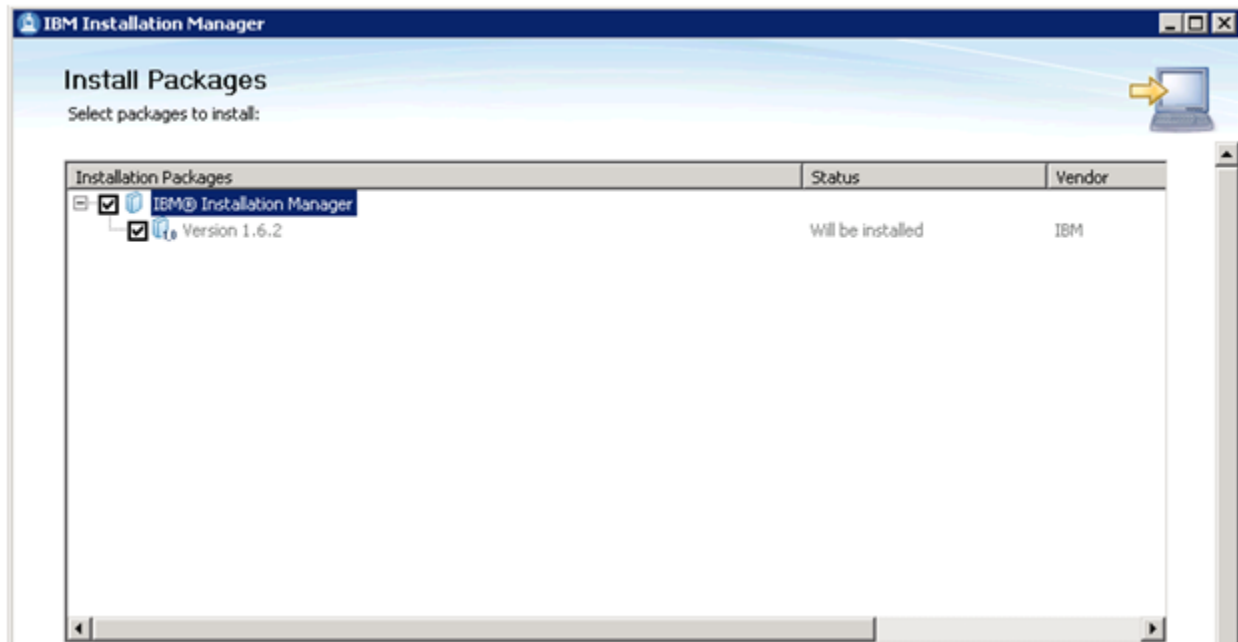 IBM Installation Manager
Install Packages
Select packages to install:
Installation Packages Status Vendor
IBM® Installation Manager
Version 1.6.2 Will be installed IBM